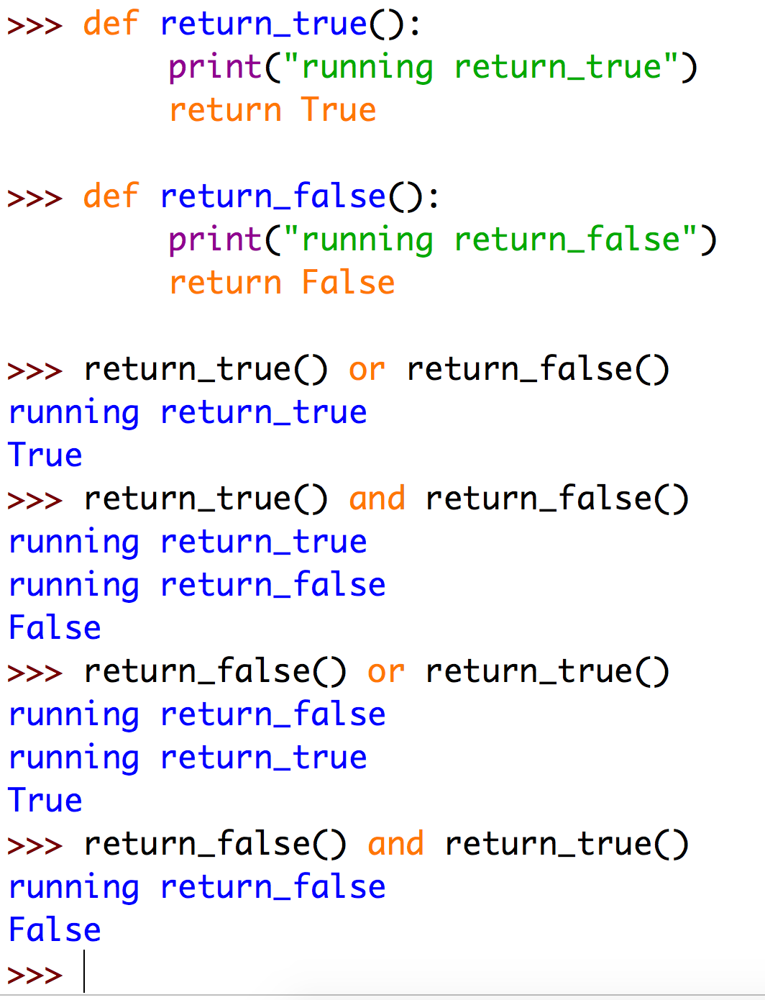 >>> def return_true():
        print("running return_true")
        return True

>>> def return_false():
        print("running return_false")
        return False

>>> return_true() or return_false()
running return_true
True
>>> return_true() and return_false()
running return_true
running return_false
False
>>> return_false() or return_true()
running return_false
running return_true
True
>>> return_false() and return_true()
running return_false
False
>>>